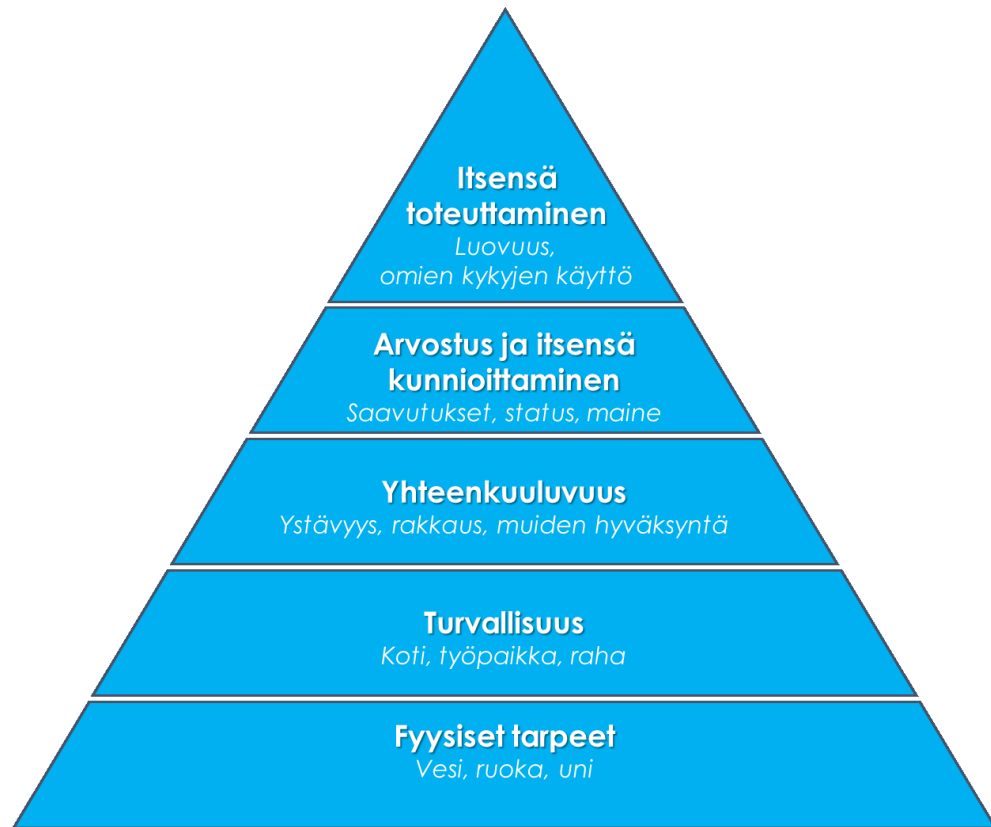 Itsensä
toteuttaminen
Luovuus,
omien kykyjen käyttö
Arvostus ja itsensä
kunnioittaminen
Saavutukset, status, maine
Yhteenkuuluvuus
Ystävyys, rakkaus, muiden hyväksyntä
Turvallisuus
Koti, työpaikka, raha
Fyysiset tarpeet
Vesi, ruoka, uni